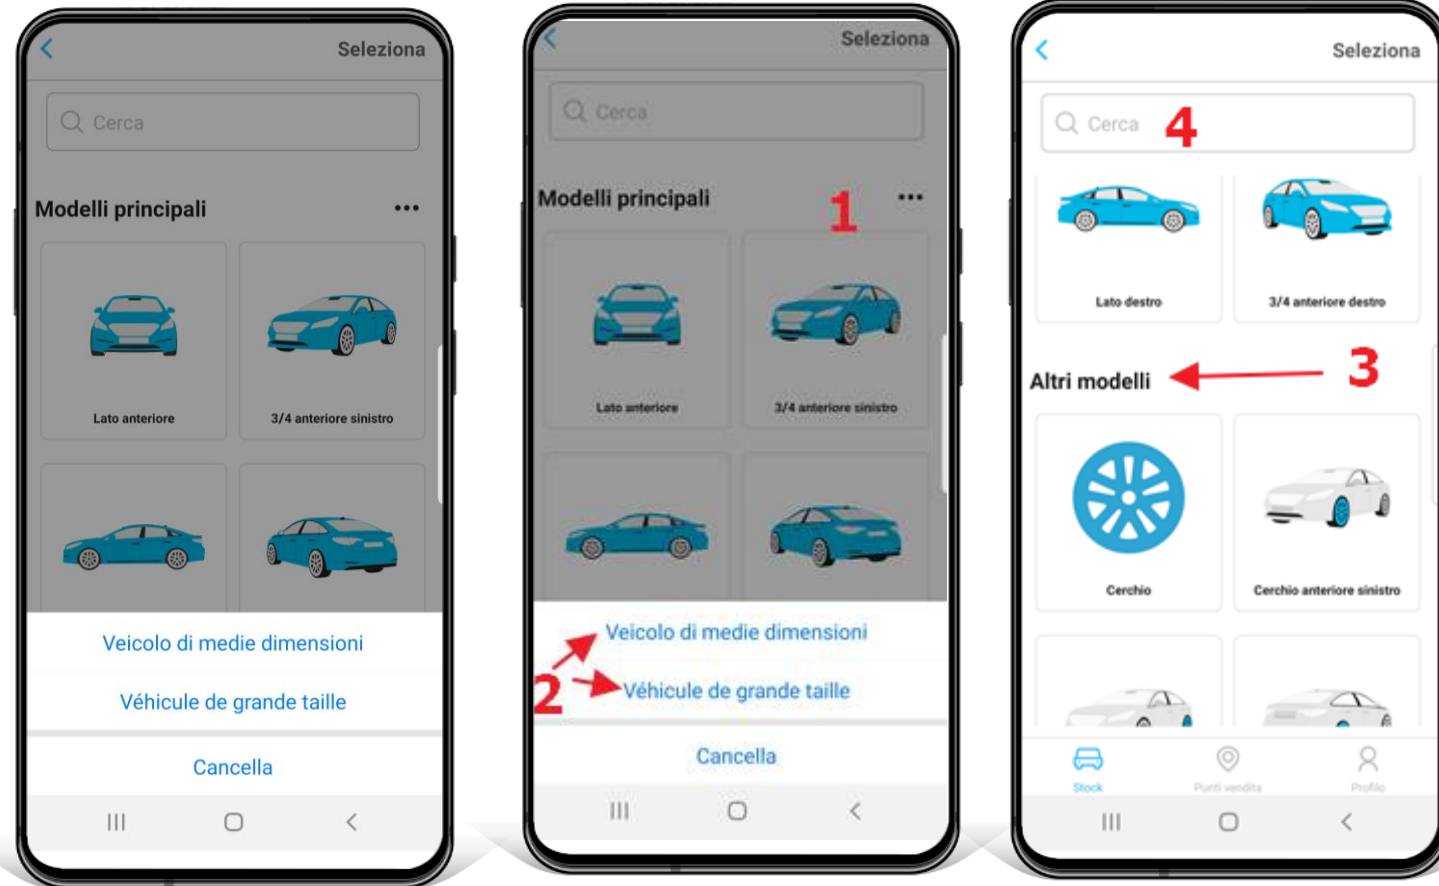 Seleziona
Cerca
Modelli principali
Lato anteriore
3/4 anteriore sinistro
Veicolo di medie dimensioni
Véhicule de grande taille
Cancella
Seleziona
Cerca
Modelli principali
1
Lato anteriore
3/4 anteriore sinistro
Veicolo di medie dimensioni
2
Véhicule de grande taille
Cancella
Seleziona
Cerca
4
Lato destro
3/4 anteriore destro
Altri modelli
3
Cerchio
Cerchio anteriore sinistro
Stock
Punti vendita
Profilo